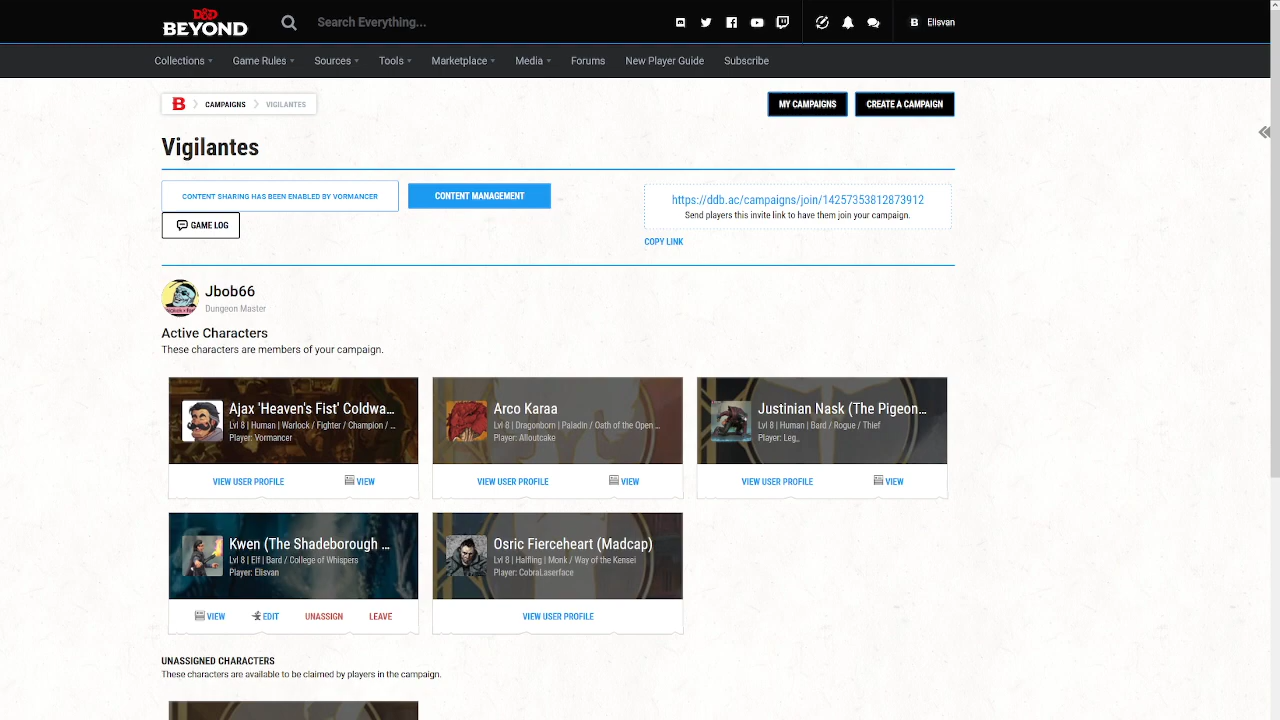 D&D
BEYOND
Search Everything...
B Elisvan
Collections
Game Rules
Sources
Tools
Marketplace
Media
Forums
New Player Guide
Subscribe
B CAMPAIGNS VIGILANTES
MY CAMPAIGNS
CREATE A CAMPAIGN
Vigilantes
CONTENT SHARING HAS BEEN ENABLED BY VORMANCER
CONTENT MANAGEMENT
GAME LOG
https://ddb.ac/campaigns/join/14257353812873912
Send players this invite link to have them join your campaign.
COPY LINK
Jbob66
Dungeon Master
Active Characters
These characters are members of your campaign.
Ajax 'Heaven's Fist' Coldwa...
Lvl 8 | Human | Warlock / Fighter / Champion / ...
Player: Vormancer
VIEW USER PROFILE
VIEW
Arco Karaa
Lvl 8 | Dragonborn | Paladin / Oath of the Open ...
Player: Alloutcake
VIEW USER PROFILE
VIEW
Justinian Nask (The Pigeon...
Lvl 8 | Human | Bard / Rogue / Thief
Player: Leg_
VIEW USER PROFILE
VIEW
Kwen (The Shadeborough ...
Lvl 8 | Elf | Bard / College of Whispers
Player: Elisvan
VIEW
EDIT
UNASSIGN
LEAVE
Osric Fierceheart (Madcap)
Lvl 8 | Halfling | Monk / Way of the Kensei
Player: CobraLaserface
VIEW USER PROFILE
UNASSIGNED CHARACTERS
These characters are available to be claimed by players in the campaign.